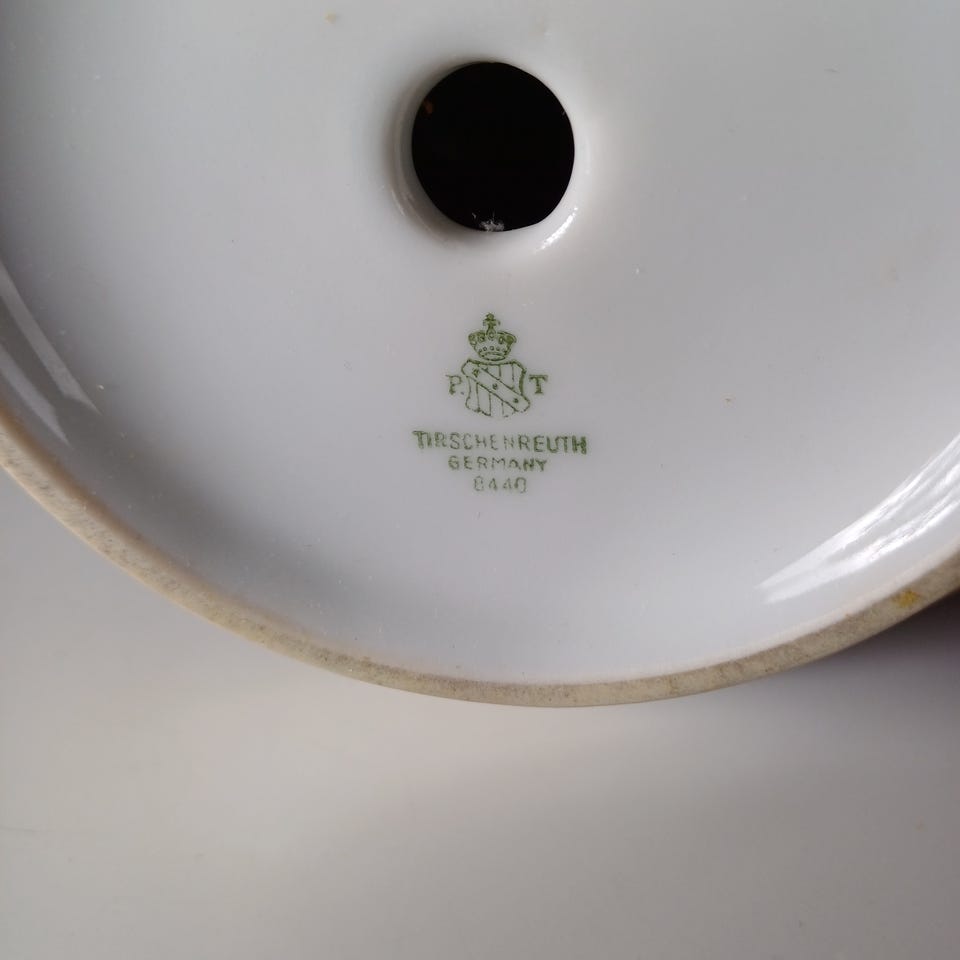 P. T
TIRSCHENREUTH
GERMANY
8440